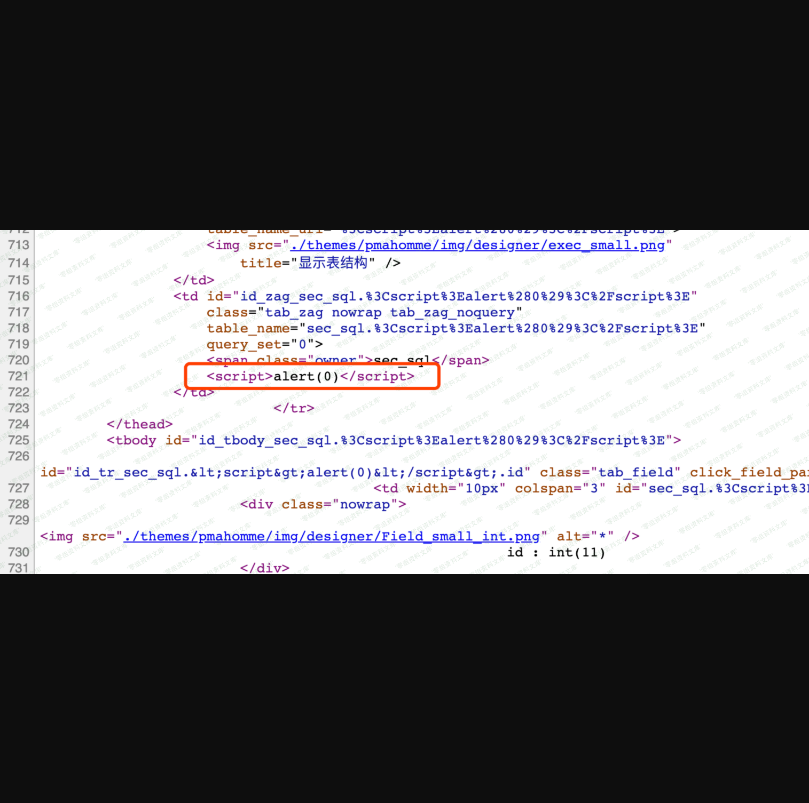 713 <img src="./themes/pmahomme/img/designer/exec_small.png"
714 title="显示表结构" />
715 </td>
716 <td id="id_zag_sec_sql.%3Cscript%3Ealert%280%29%3C%2Fscript%3E"
717 class="tab_zag nowrap tab_zag_noquery"
718 table_name="sec_sql.%3Cscript%3Ealert%280%29%3C%2Fscript%3E"
719 query_set="0">
720 <span class="owner">sec_sql</span>
721 <script>alert(0)</script>
722 </td>
723 </tr>
724 </thead>
725 <tbody id="id_tbody_sec_sql.%3Cscript%3Ealert%280%29%3C%2Fscript%3E">
726
id="id_tr_sec_sql.&lt;script&gt;alert(0)&lt;/script&gt;.id" class="tab_field" click_field_pa
727 <td width="10px" colspan="3" id="sec_sql.%3Cscript%3
728 <div class="nowrap">
729
<img src="./themes/pmahomme/img/designer/Field_small_int.png" alt="*" />
730 id : int(11)
731 </div>